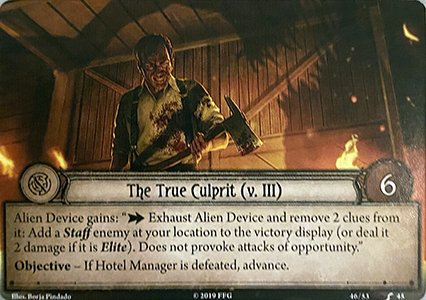 The True Culprit (v. III)
6
Alien Device gains: “ Exhaust Alien Device and remove 2 clues from
it: Add a Staff enemy at your location to the victory display (or deal it
2 damage if it is Elite). Does not provoke attacks of opportunity.”
Objective – If Hotel Manager is defeated, advance.
Illus. Borja Pindado
© 2019 FFG
46/83
45